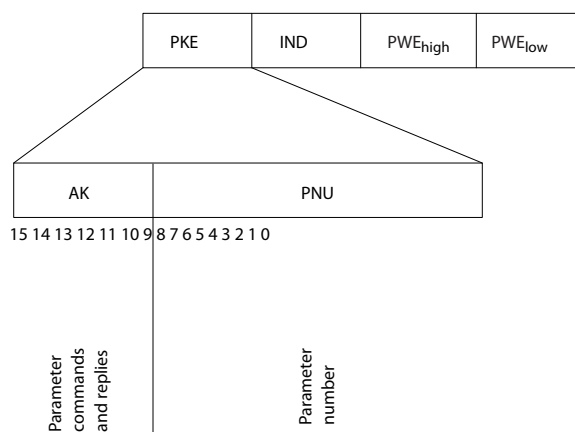 PKE IND PWEhigh PWElow
AK PNU
15 14 13 12 11 10 9 8 7 6 5 4 3 2 1 0
Parameter
commands
and replies
Parameter
number